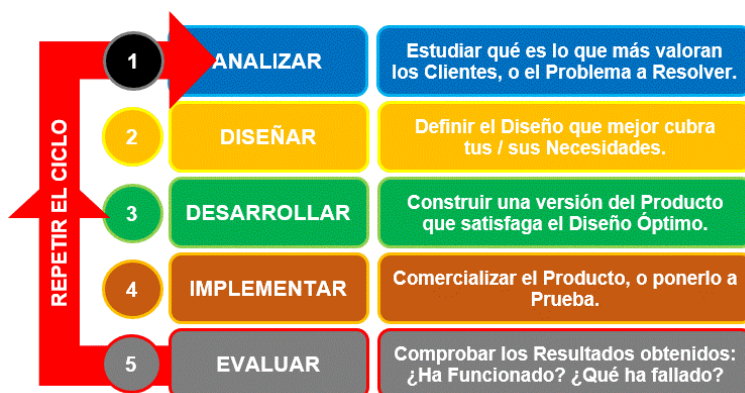 REPETIR EL CICLO
1
ANALIZAR
Estudiar qué es lo que más valoran
los Clientes, o el Problema a Resolver.
2
DISEÑAR
Definir el Diseño que mejor cubra
tus / sus Necesidades.
3
DESARROLLAR
Construir una versión del Producto
que satisfaga el Diseño Óptimo.
4
IMPLEMENTAR
Comercializar el Producto, o ponerlo a
Prueba.
5
EVALUAR
Comprobar los Resultados obtenidos:
¿Ha Funcionado? ¿Qué ha fallado?